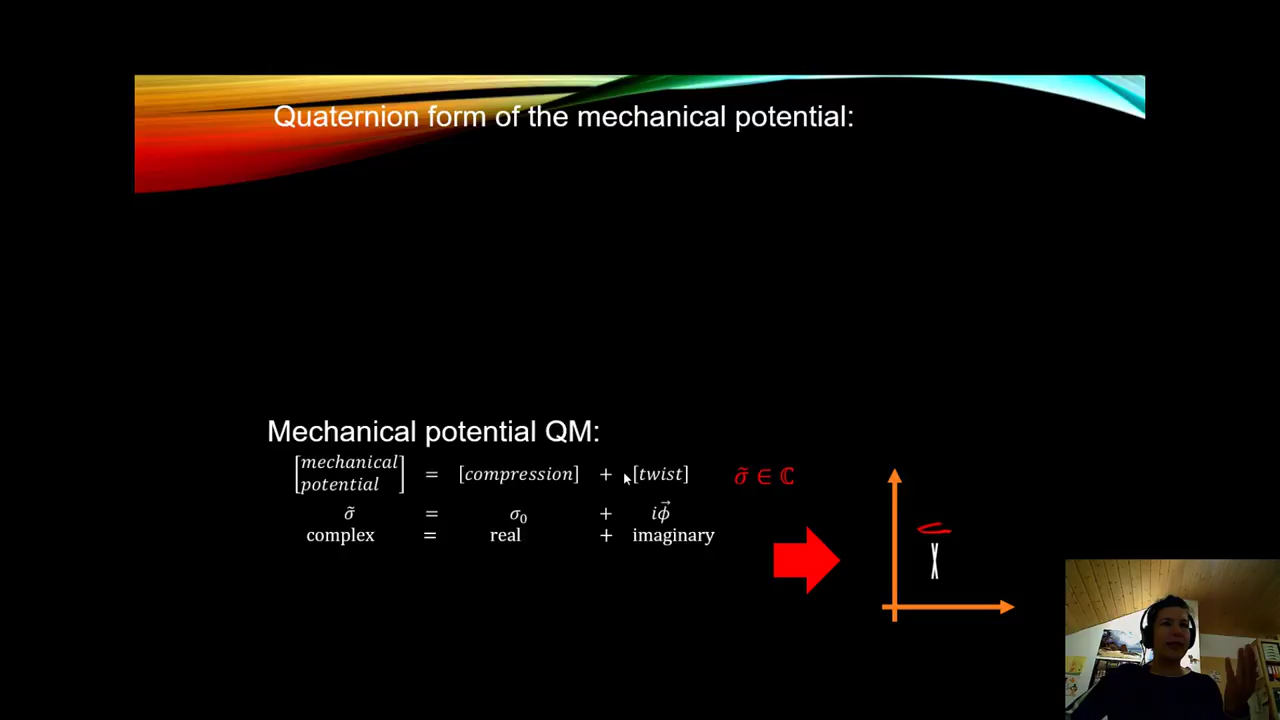 Quaternion form of the mechanical potential:
Mechanical potential QM:
[mechanical potential] = [compression] + [twist] σ̃ ∈ ℂ
σ̃ = σ₀ + iϕ⃗
complex = real + imaginary